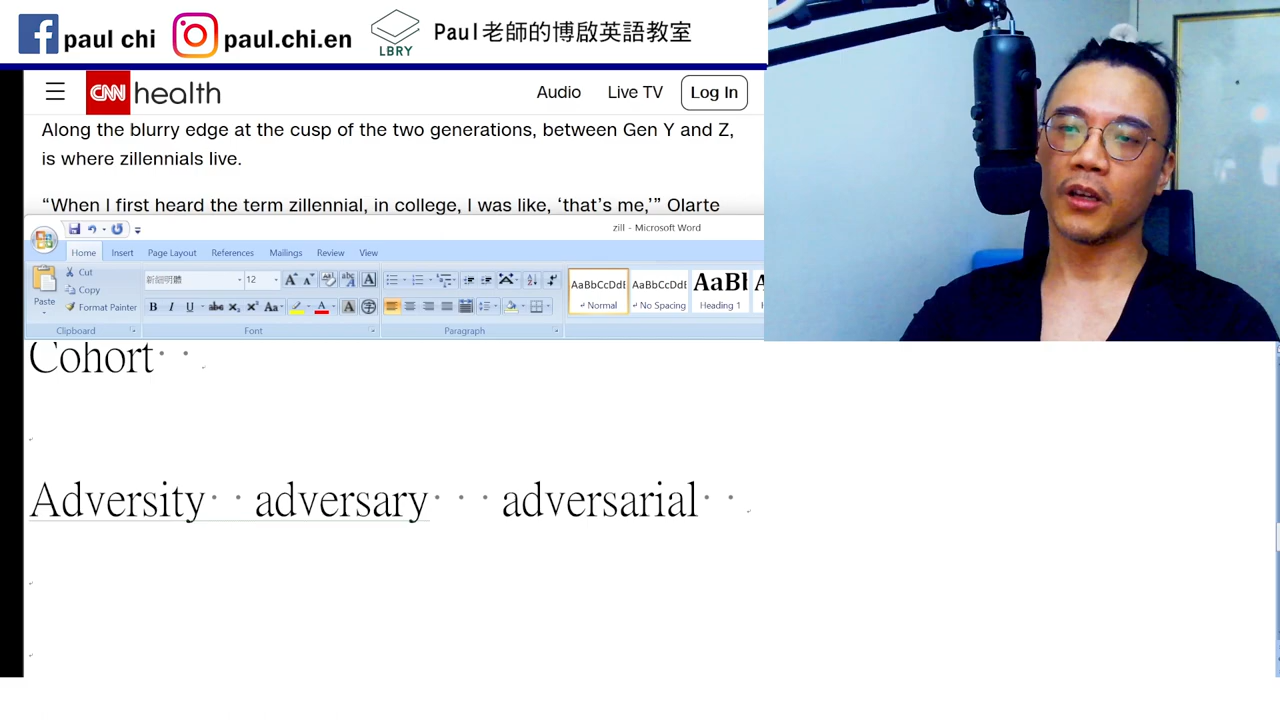 paul chi
paul.chi.en
LBRY
Paul老師的博啟英語教室
CNN health
Audio Live TV Log In
Along the blurry edge at the cusp of the two generations, between Gen Y and Z,
is where zillennials live.
“When I first heard the term zillennial, in college, I was like, ‘that’s me,’” Olarte
zill - Microsoft Word
Home Insert Page Layout References Mailings Review View
Cut
Copy
Format Painter
Paste
Clipboard
新細明體 12
Font
Paragraph
AaBbCcDdE AaBbCcDdE AaBb
Normal No Spacing Heading 1
Cohort
Adversity adversary adversarial